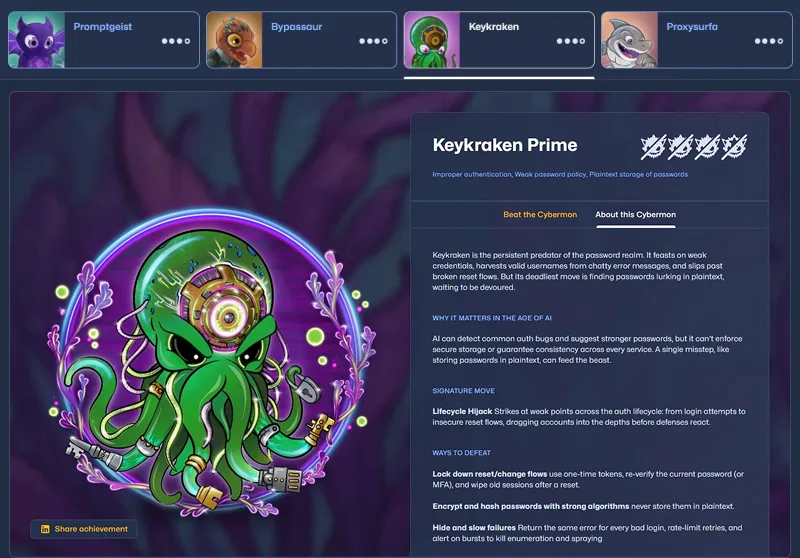 Promptgeist
Bypassaur
Keykraken
Proxysurfa
Keykraken Prime
Improper authentication, Weak password policy, Plaintext storage of passwords
Beat the Cybermon
About this Cybermon
Keykraken is the persistent predator of the password realm. It feasts on weak
credentials, harvests valid usernames from chatty error messages, and slips past
broken reset flows. But its deadliest move is finding passwords lurking in plaintext,
waiting to be devoured.
WHY IT MATTERS IN THE AGE OF AI
AI can detect common auth bugs and suggest stronger passwords, but it can't enforce
secure storage or guarantee consistency across every service. A single misstep, like
storing passwords in plaintext, can feed the beast.
SIGNATURE MOVE
Lifecycle Hijack Strikes at weak points across the auth lifecycle: from login attempts to
insecure reset flows, dragging accounts into the depths before defenses react.
WAYS TO DEFEAT
Lock down reset/change flows use one-time tokens, re-verify the current password (or
MFA), and wipe old sessions after a reset.
Encrypt and hash passwords with strong algorithms never store them in plaintext.
Hide and slow failures Return the same error for every bad login, rate-limit retries, and
alert on bursts to kill enumeration and spraying
in Share achievement